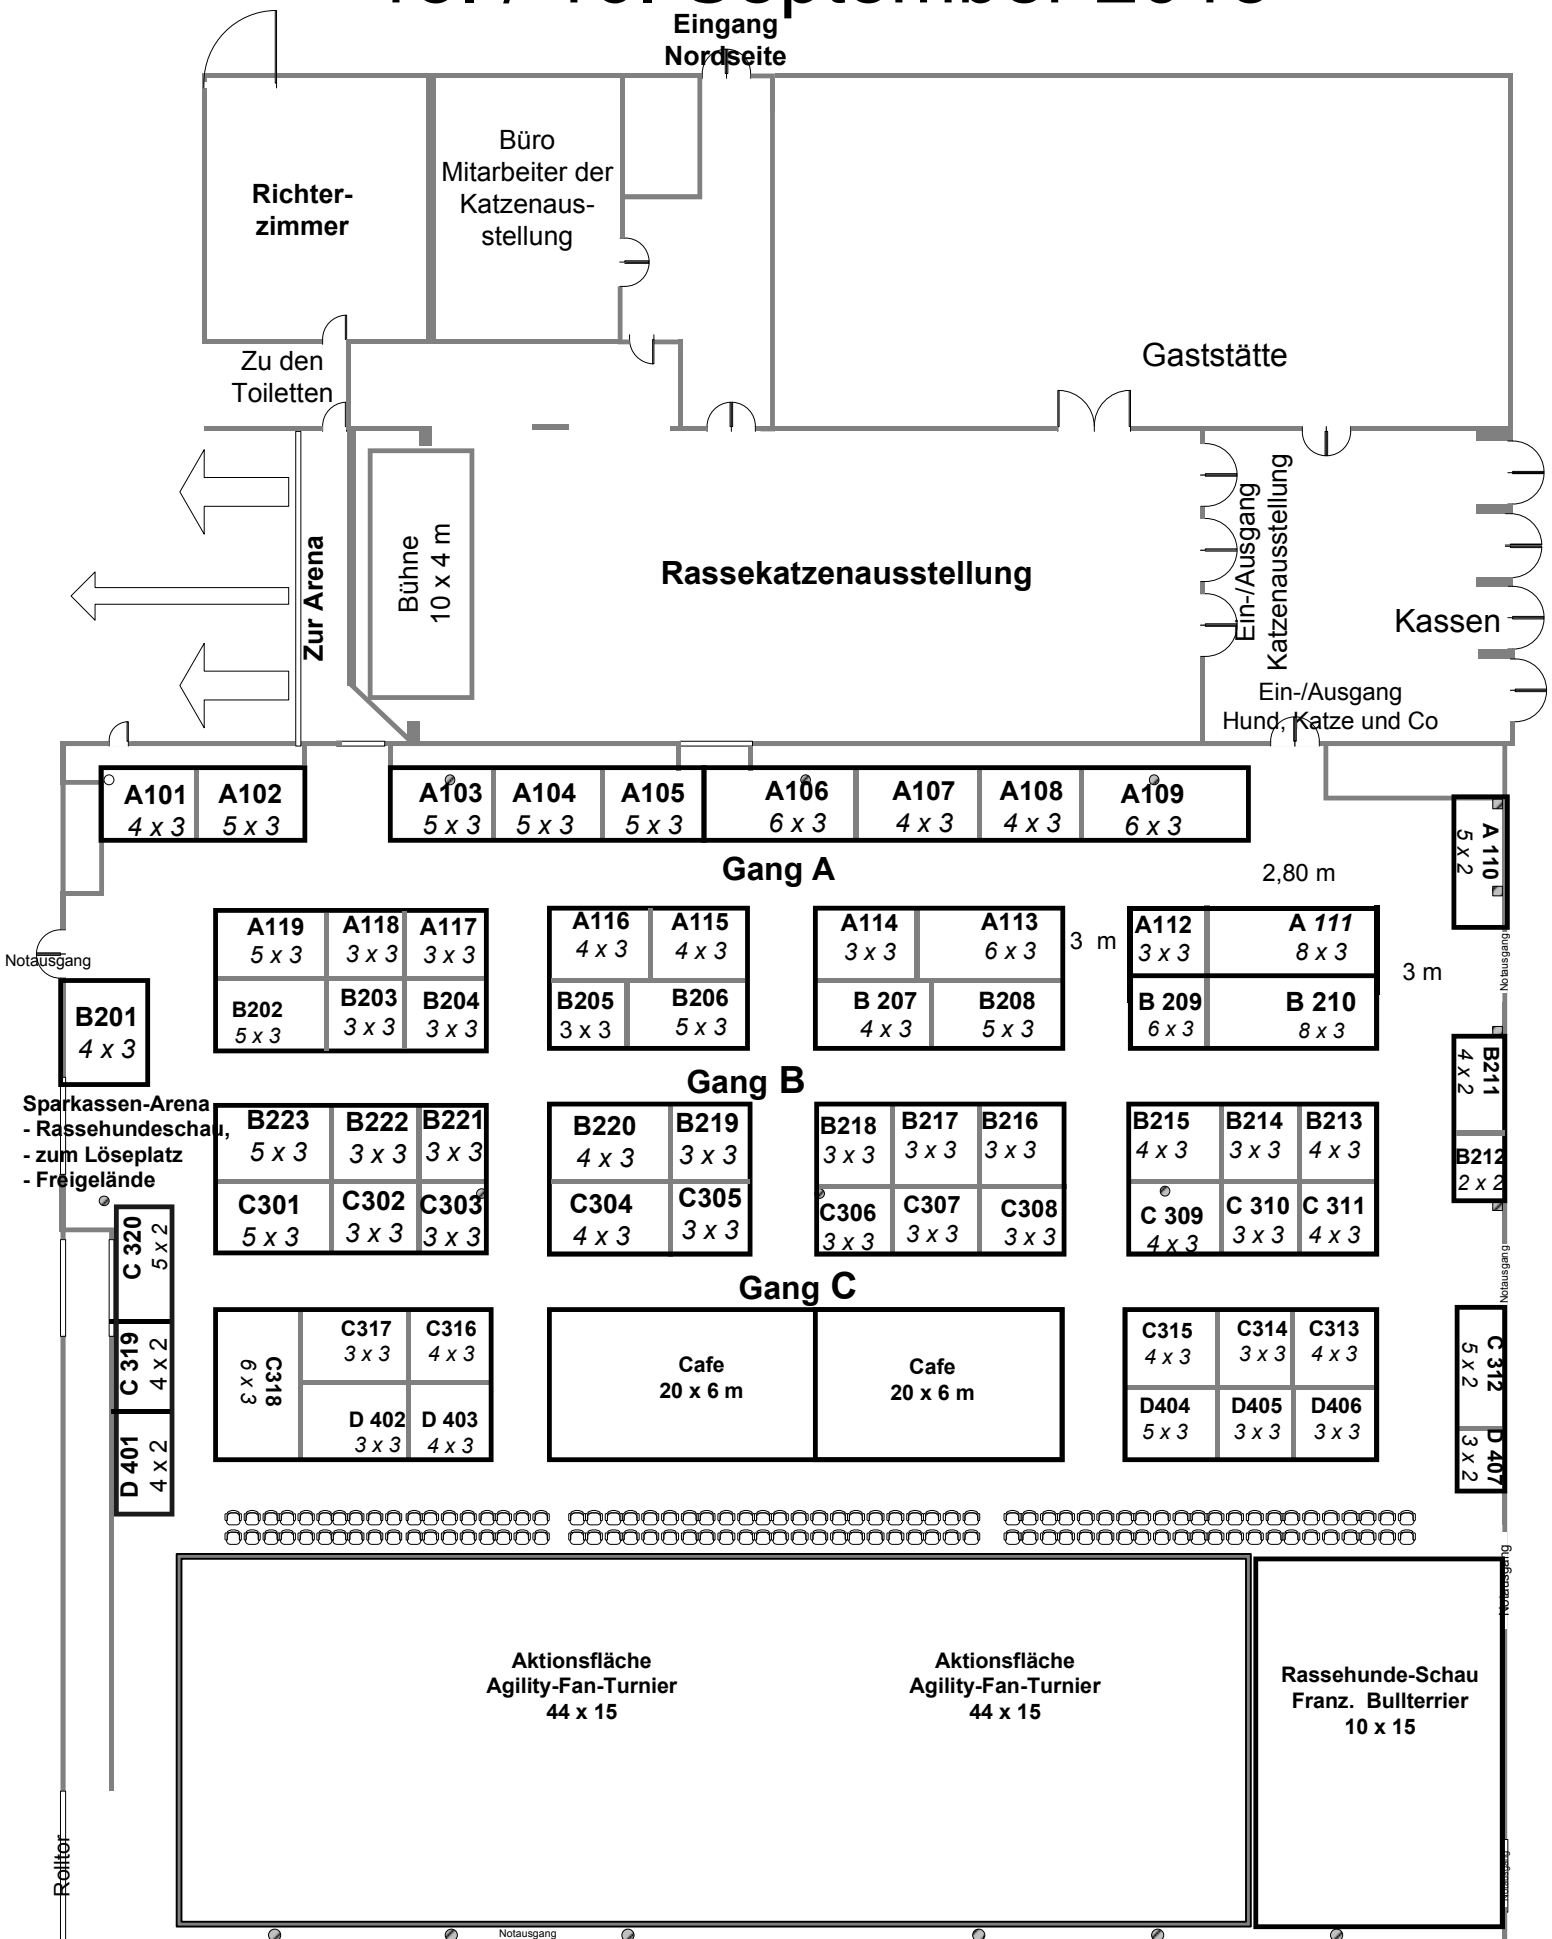 September
Eingang
Nordseite
Richter-
zimmer
Büro
Mitarbeiter der
Katzenaus-
stellung
Zu den
Toiletten
Gaststätte
Zur Arena
Bühne
10 x 4 m
Rassekatzenausstellung
Ein-/Ausgang
Katzenausstellung
Kassen
Ein-/Ausgang
Hund, Katze und Co
A101
4 x 3
A102
5 x 3
A103
5 x 3
A104
5 x 3
A105
5 x 3
A106
6 x 3
A107
4 x 3
A108
4 x 3
A109
6 x 3
A 110
5 x 2
Gang A
2,80 m
A119
5 x 3
A118
3 x 3
A117
3 x 3
A116
4 x 3
A115
4 x 3
A114
3 x 3
A113
6 x 3
3 m
A112
3 x 3
A 111
8 x 3
3 m
Notausgang
Notausgang
B201
4 x 3
B202
5 x 3
B203
3 x 3
B204
3 x 3
B205
3 x 3
B206
5 x 3
B 207
4 x 3
B208
5 x 3
B 209
6 x 3
B 210
8 x 3
B211
4 x 2
Gang B
Sparkassen-Arena
- Rassehundeschau,
- zum Löseplatz
- Freigelände
B223
5 x 3
B222
3 x 3
B221
3 x 3
B220
4 x 3
B219
3 x 3
B218
3 x 3
B217
3 x 3
B216
3 x 3
B215
4 x 3
B214
3 x 3
B213
4 x 3
B212
2 x 2
C301
5 x 3
C302
3 x 3
C303
3 x 3
C304
4 x 3
C305
3 x 3
C306
3 x 3
C307
3 x 3
C308
3 x 3
C 309
4 x 3
C 310
3 x 3
C 311
4 x 3
C 320
5 x 2
Notausgang
Gang C
C 319
4 x 2
C318
6 x 3
C317
3 x 3
C316
4 x 3
Cafe
20 x 6 m
Cafe
20 x 6 m
C315
4 x 3
C314
3 x 3
C313
4 x 3
C 312
5 x 2
D 401
4 x 2
D 402
3 x 3
D 403
4 x 3
D404
5 x 3
D405
3 x 3
D406
3 x 3
D 407
3 x 2
Notausgang
Aktionsfläche
Agility-Fan-Turnier
44 x 15
Aktionsfläche
Agility-Fan-Turnier
44 x 15
Rassehunde-Schau
Franz. Bullterrier
10 x 15
Rolltor
Notausgang
Notausgang